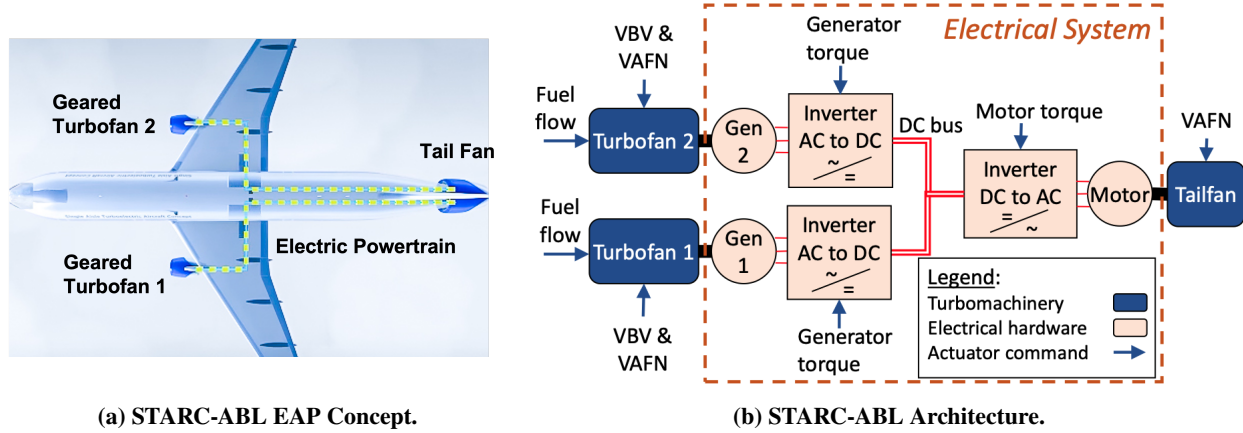 Geared
Turbofan 2
Tail Fan
Electric Powertrain
Geared
Turbofan 1
(a) STARC-ABL EAP Concept.
Electrical System
VBV &
VAFN
Generator
torque
Fuel
flow
Turbofan 2
Gen
2
Inverter
AC to DC
~
=
DC bus
Motor torque
VAFN
Inverter
DC to AC
=
~
Motor
Tailfan
Fuel
flow
Turbofan 1
Gen
1
Inverter
AC to DC
~
=
VBV &
VAFN
Generator
torque
Legend:
Turbomachinery
Electrical hardware
Actuator command
(b) STARC-ABL Architecture.